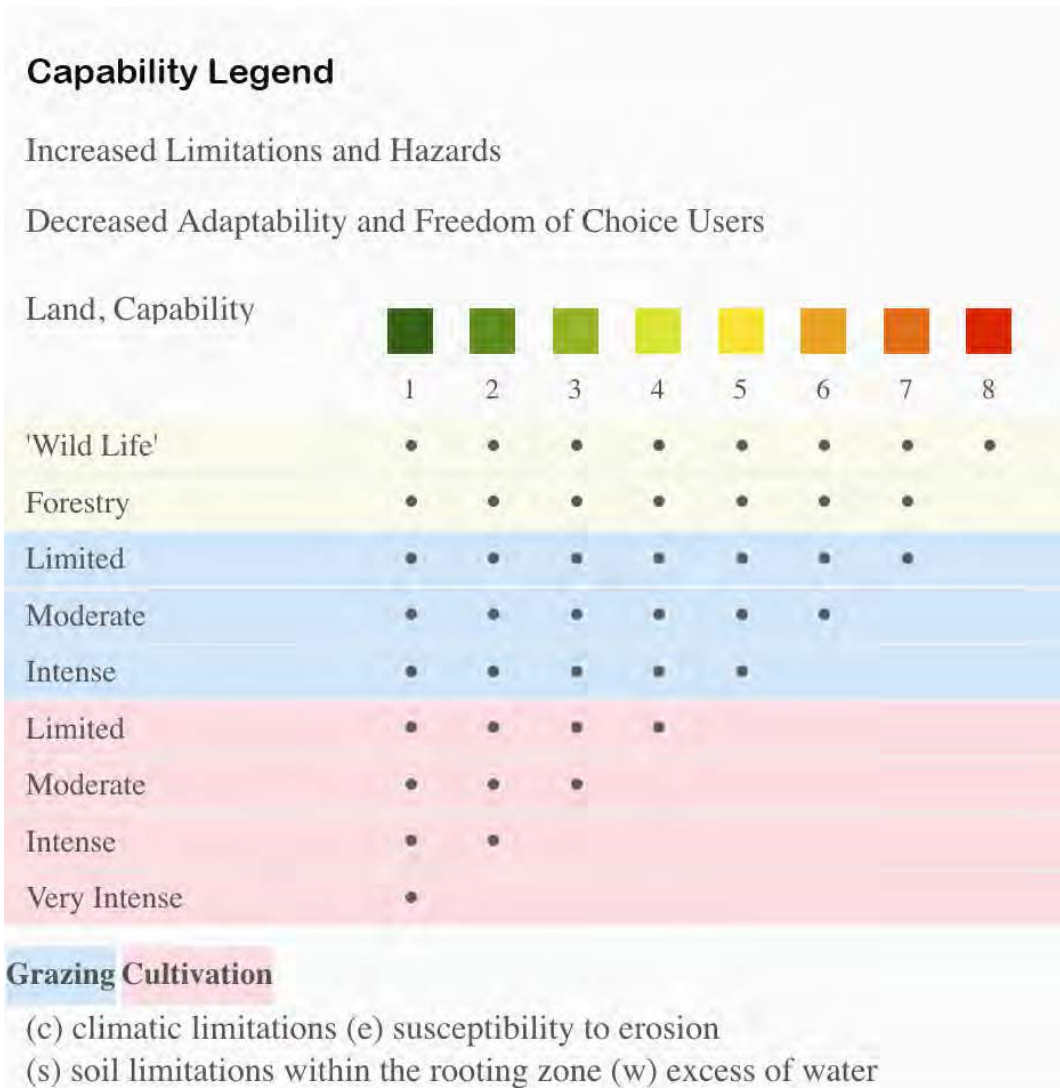 Capability Legend
Increased Limitations and Hazards
Decreased Adaptability and Freedom of Choice Users
Land, Capability
1 2 3 4 5 6 7 8
'Wild Life' • • • • • • • •
Forestry • • • • • • •
Limited • • • • • • •
Moderate • • • • • •
Intense • • • • •
Limited • • • •
Moderate • • •
Intense • •
Very Intense •
Grazing Cultivation
(c) climatic limitations (e) susceptibility to erosion
(s) soil limitations within the rooting zone (w) excess of water